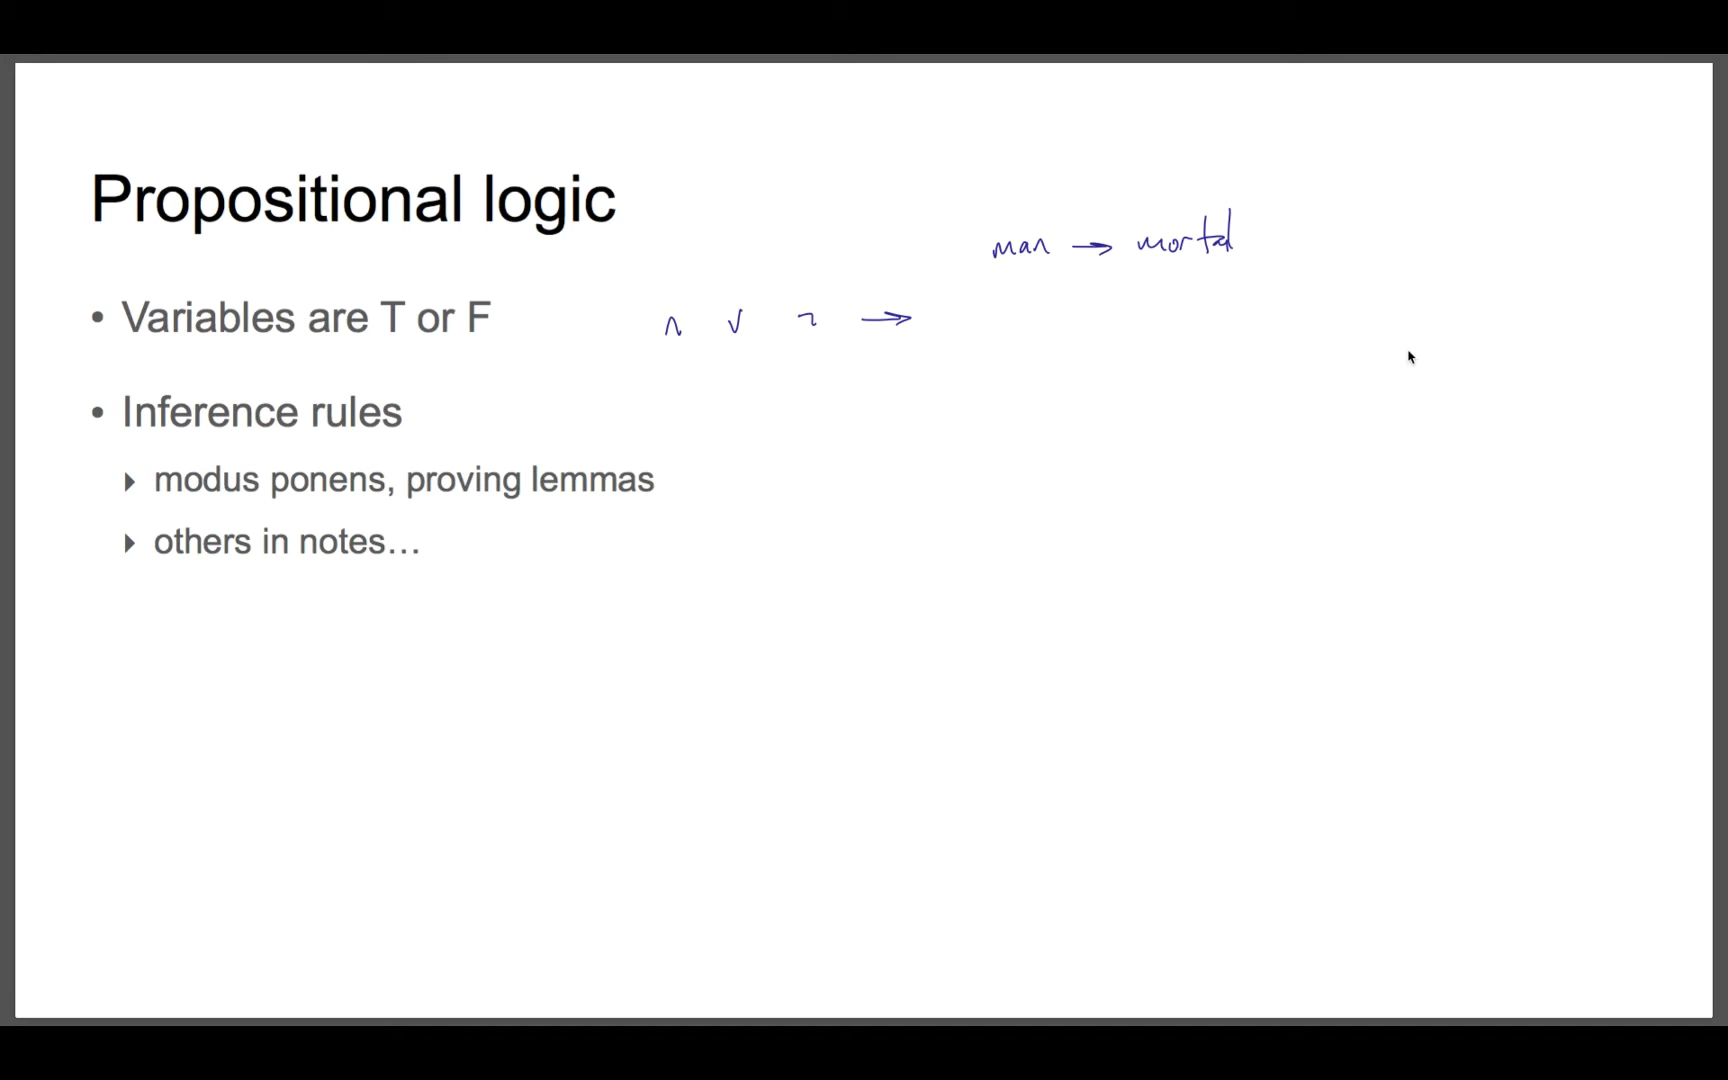 Propositional logic
man → mortal
• Variables are T or F ∧ ∨ ¬ →
• Inference rules
▸ modus ponens, proving lemmas
▸ others in notes…